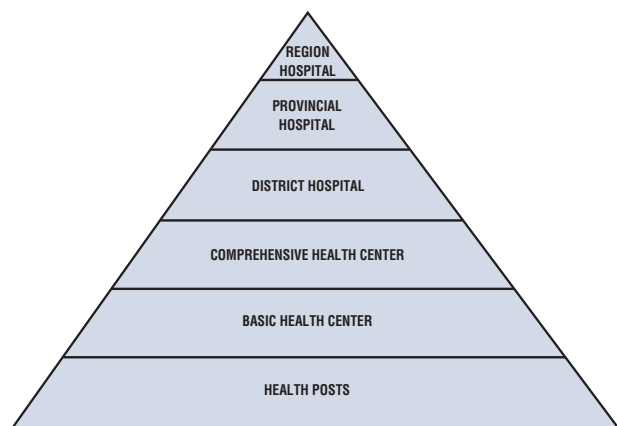 REGION
HOSPITAL
PROVINCIAL
HOSPITAL
DISTRICT HOSPITAL
COMPREHENSIVE HEALTH CENTER
BASIC HEALTH CENTER
HEALTH POSTS